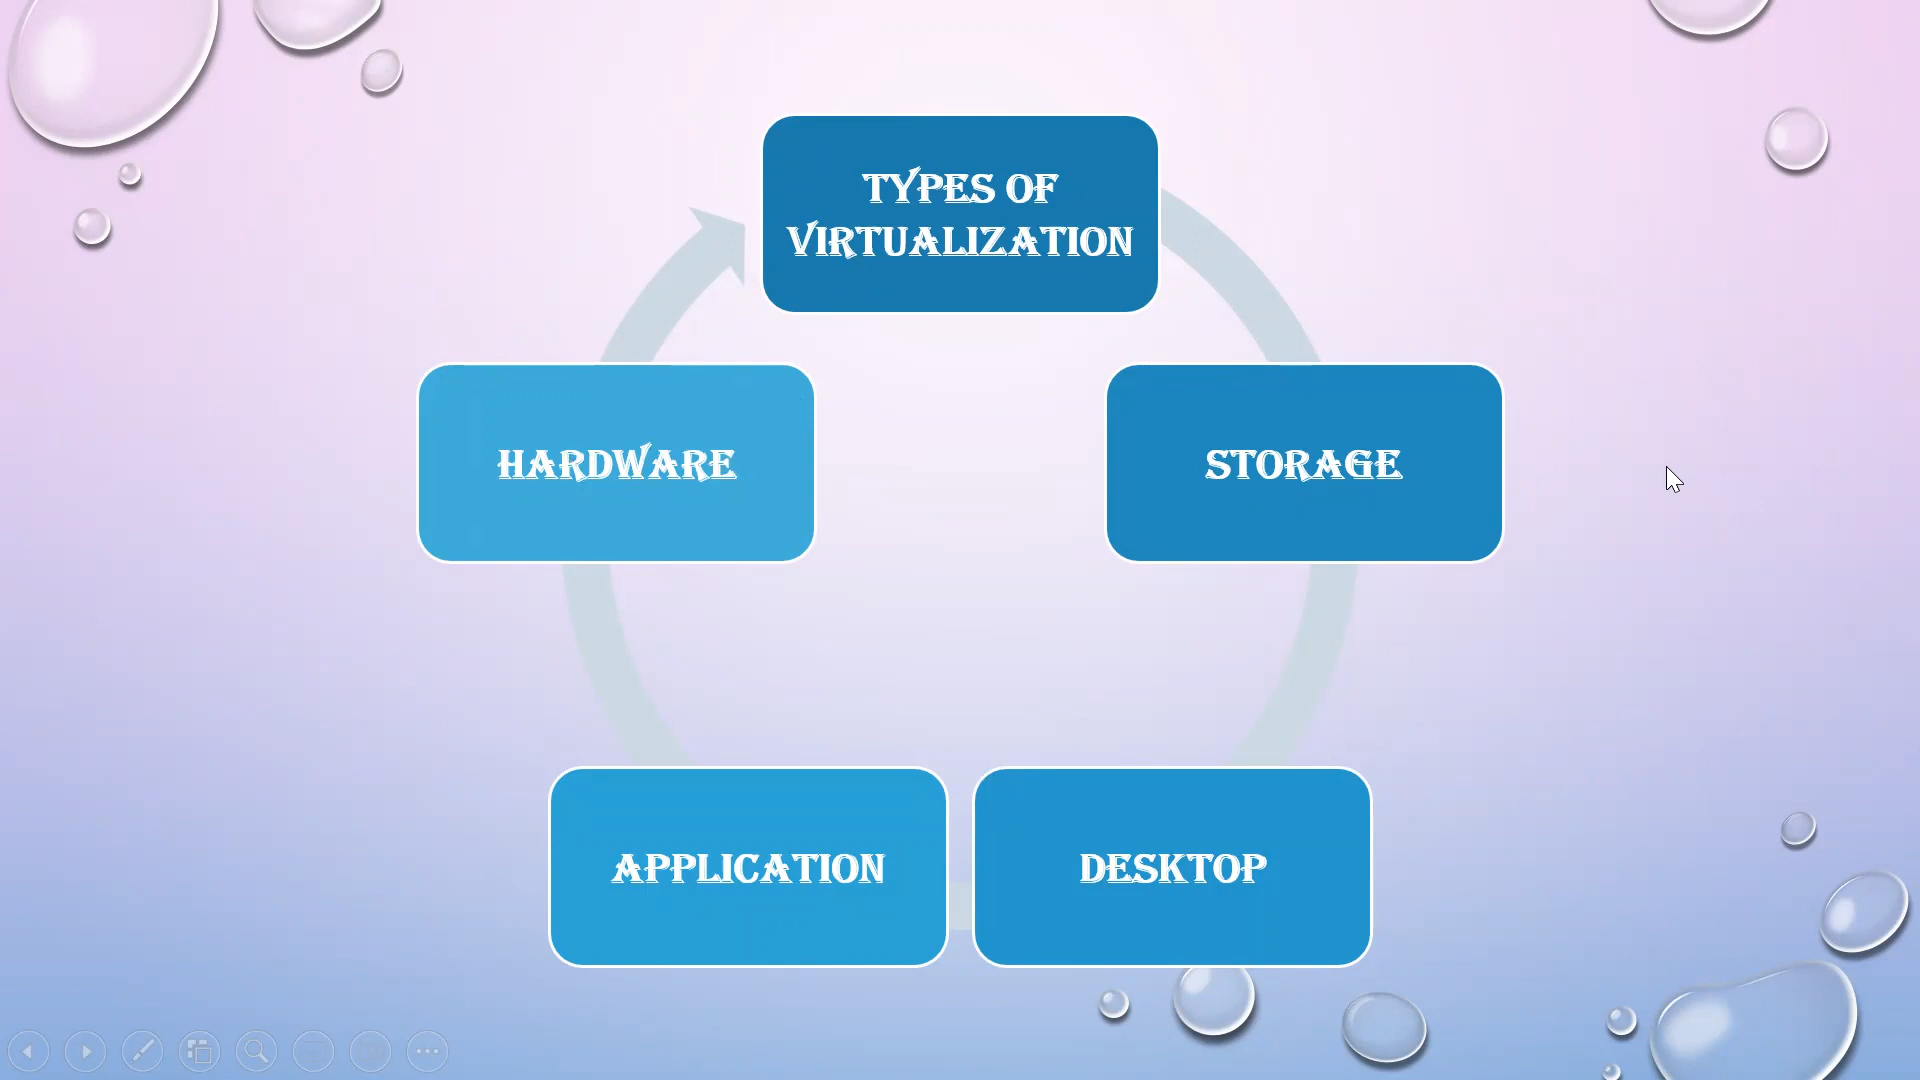 TYPES OF
VIRTUALIZATION
HARDWARE
STORAGE
APPLICATION
DESKTOP